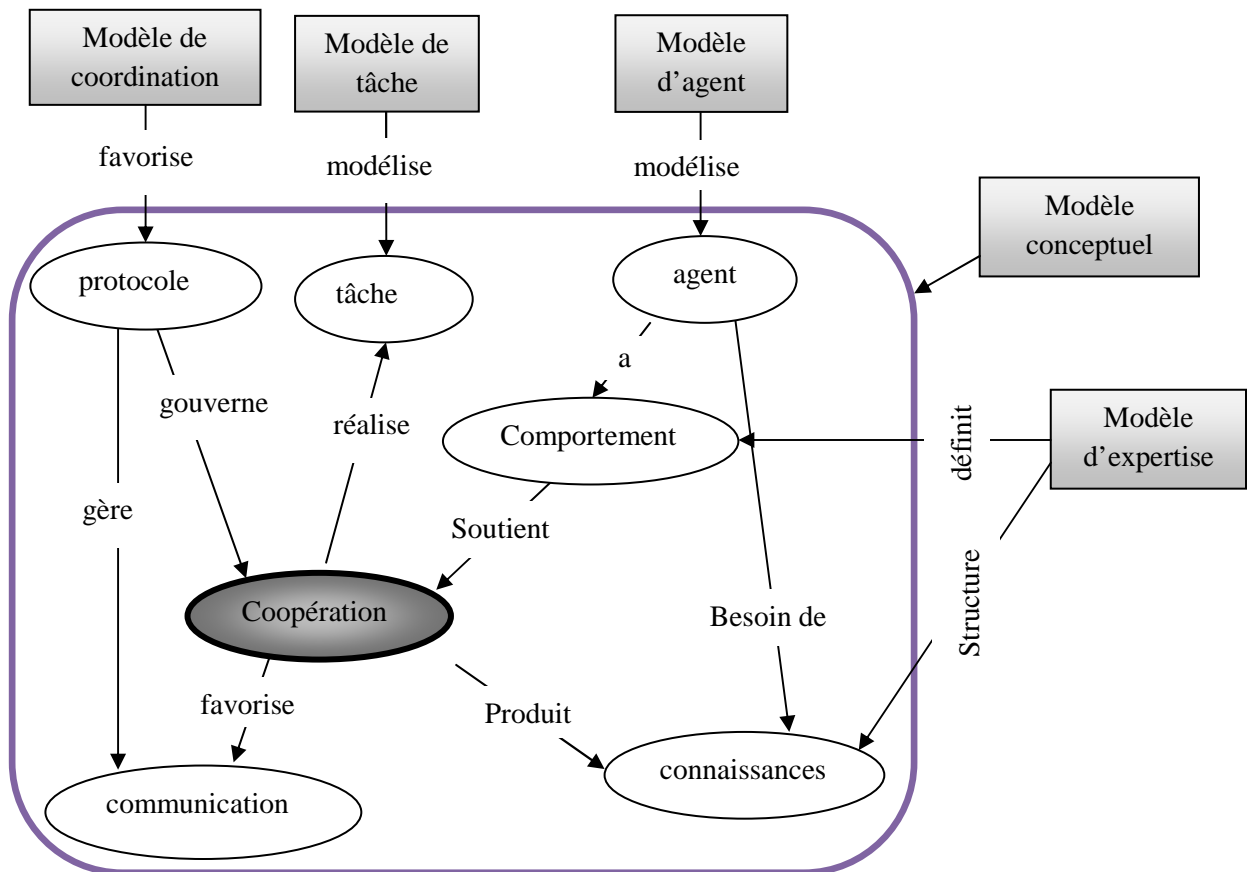 Modèle de
coordination
Modèle de
tâche
Modèle
d'agent
favorise
modélise
modélise
Modèle
conceptuel
protocole
tâche
agent
a
gouverne
réalise
Comportement
définit
Modèle
d'expertise
gère
Soutient
Structure
Coopération
Besoin de
favorise
Produit
communication
connaissances